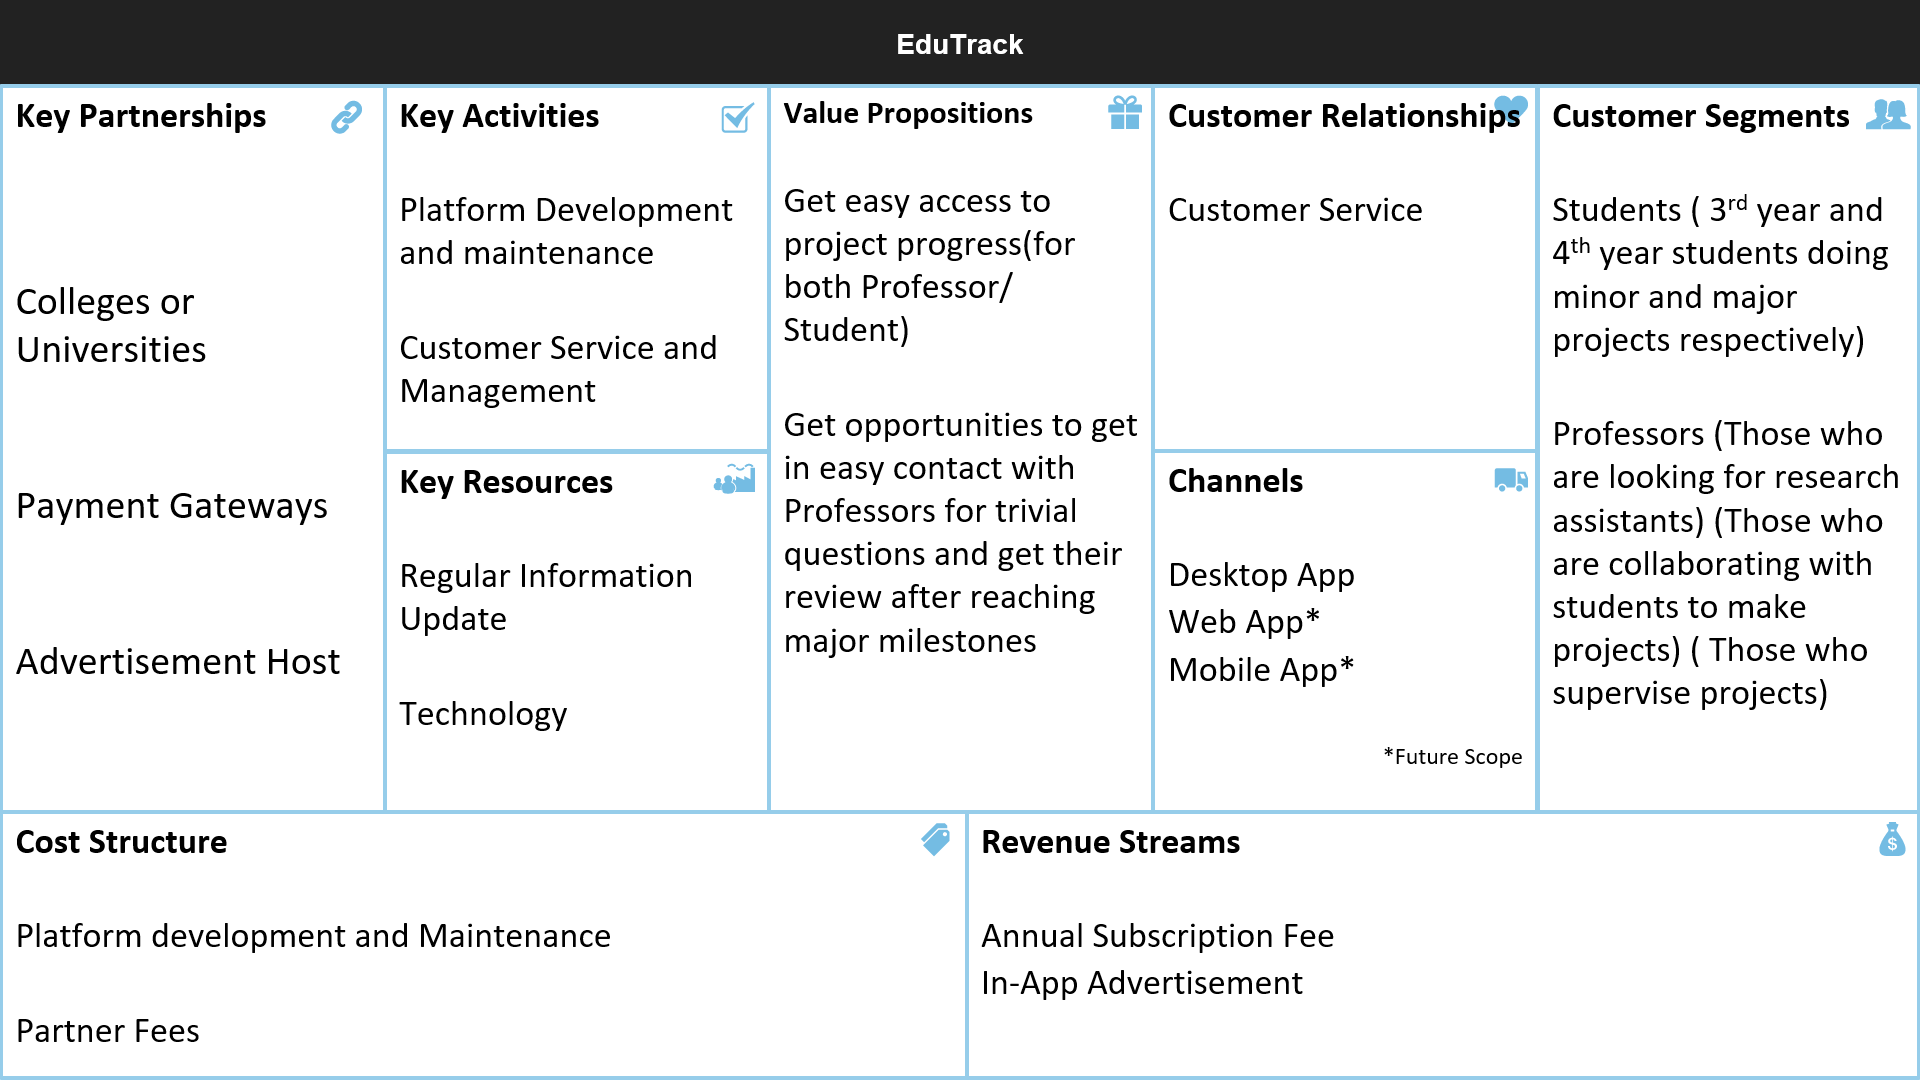 EduTrack
Key Partnerships
Colleges or
Universities
Payment Gateways
Advertisement Host
Key Activities
Platform Development
and maintenance
Customer Service and
Management
Key Resources
Regular Information
Update
Technology
Value Propositions
Get easy access to
project progress(for
both Professor/
Student)
Get opportunities to get
in easy contact with
Professors for trivial
questions and get their
review after reaching
major milestones
Customer Relationships
Customer Service
Channels
Desktop App
Web App*
Mobile App*
*Future Scope
Customer Segments
Students ( 3rd year and
4th year students doing
minor and major
projects respectively)
Professors (Those who
are looking for research
assistants) (Those who
are collaborating with
students to make
projects) ( Those who
supervise projects)
Cost Structure
Platform development and Maintenance
Partner Fees
Revenue Streams
$
Annual Subscription Fee
In-App Advertisement